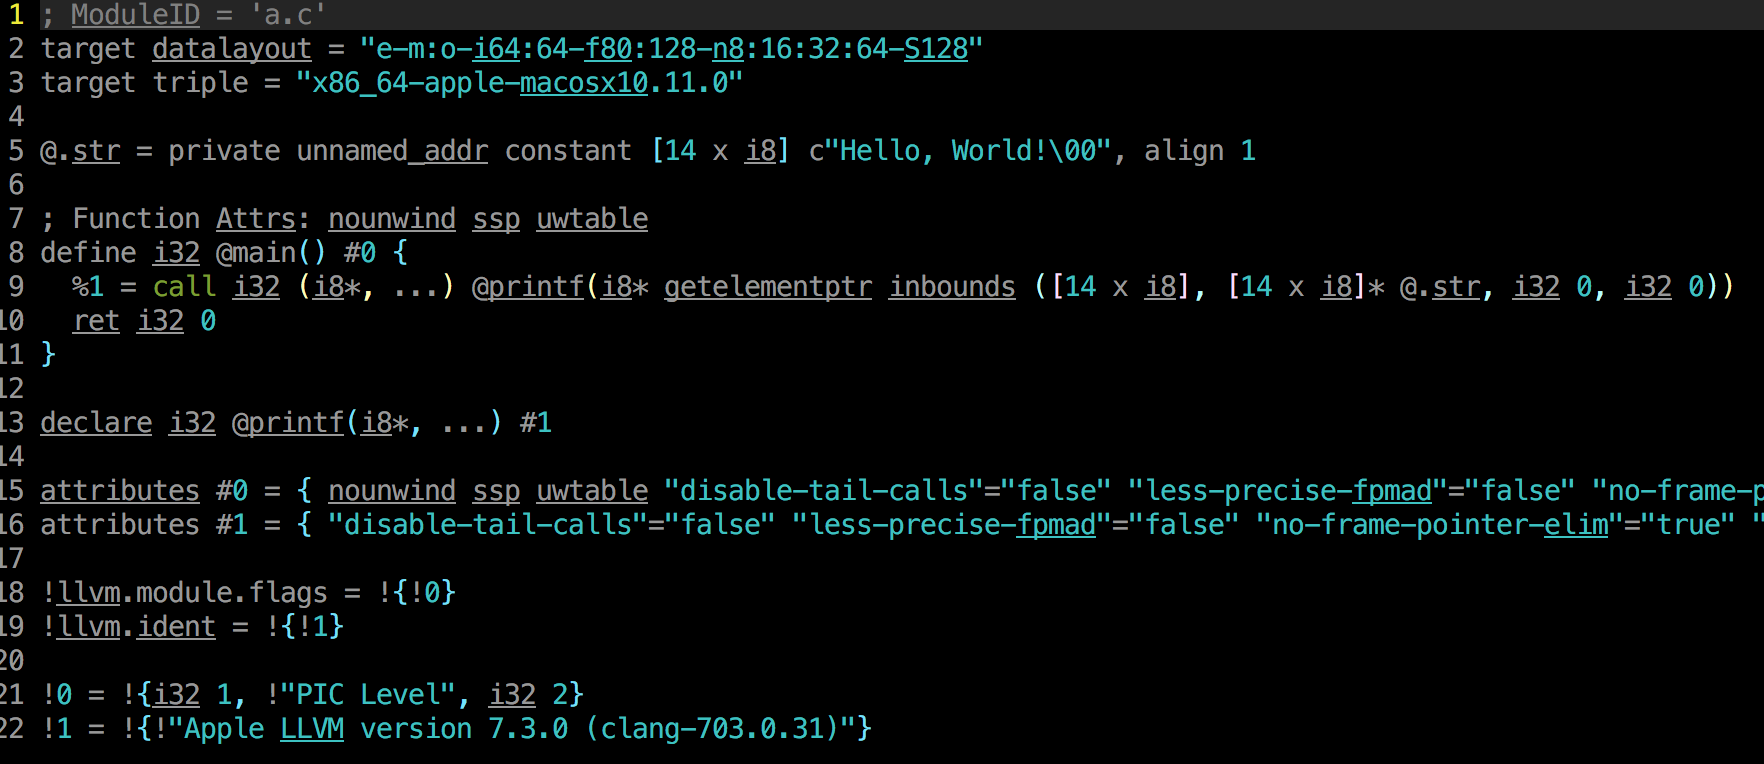 1 ; ModuleID = 'a.c'
2 target datalayout = "e-m:o-i64:64-f80:128-n8:16:32:64-S128"
3 target triple = "x86_64-apple-macosx10.11.0"
4
5 @.str = private unnamed_addr constant [14 x i8] c"Hello, World!\00", align 1
6
7 ; Function Attrs: nounwind ssp uwtable
8 define i32 @main() #0 {
9   %1 = call i32 (i8*, ...) @printf(i8* getelementptr inbounds ([14 x i8], [14 x i8]* @.str, i32 0, i32 0))
10   ret i32 0
11 }
12
13 declare i32 @printf(i8*, ...) #1
14
15 attributes #0 = { nounwind ssp uwtable "disable-tail-calls"="false" "less-precise-fpmad"="false" "no-frame-p
16 attributes #1 = { "disable-tail-calls"="false" "less-precise-fpmad"="false" "no-frame-pointer-elim"="true" "
17
18 !llvm.module.flags = !{!0}
19 !llvm.ident = !{!1}
20
21 !0 = !{i32 1, !"PIC Level", i32 2}
22 !1 = !{!"Apple LLVM version 7.3.0 (clang-703.0.31)"}